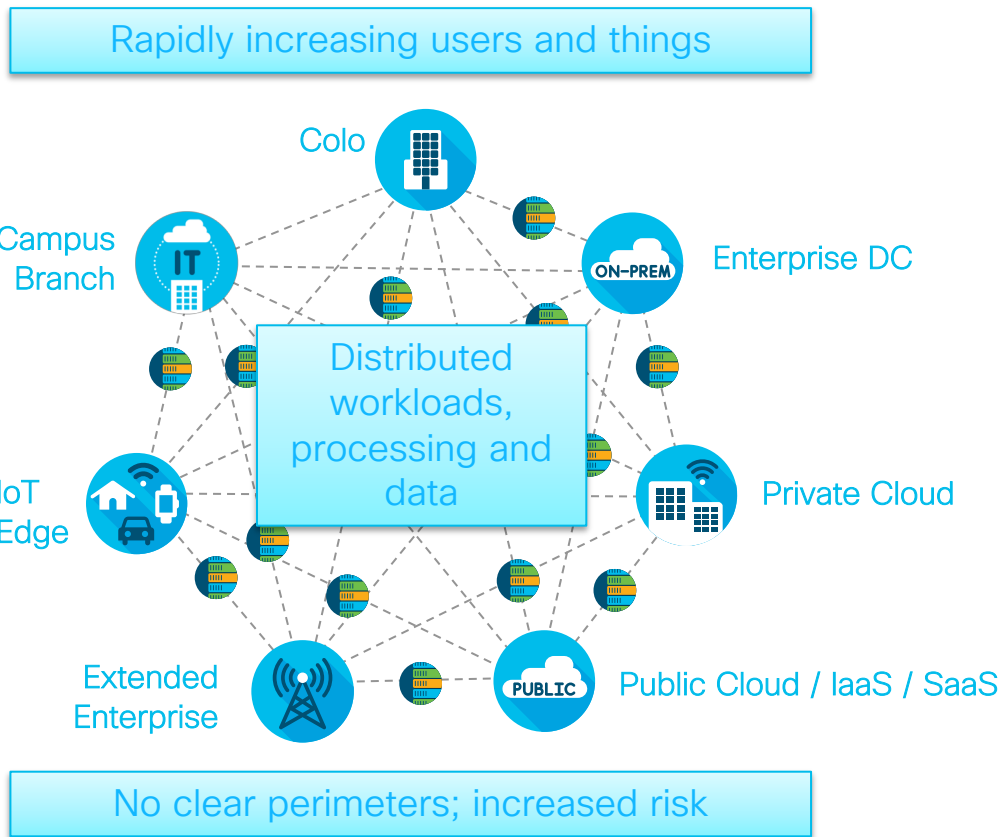 Rapidly increasing users and things
Colo
Campus
Branch
IT
ON-PREM
Enterprise DC
Distributed
workloads,
processing and
data
IoT
Edge
Private Cloud
Extended
Enterprise
PUBLIC
Public Cloud / IaaS / SaaS
No clear perimeters; increased risk